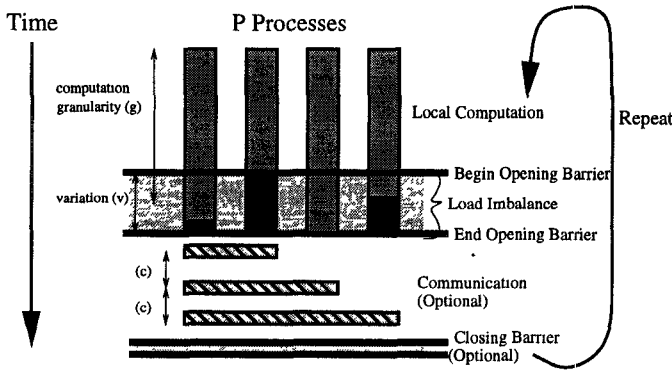 Time
P Processes
computation
granularity (g)
Local Computation
Repeat
Begin Opening Barrier
variation (v)
Load Imbalance
End Opening Barrier
(c)
Communication
(Optional)
(c)
Closing Barrier
(Optional)